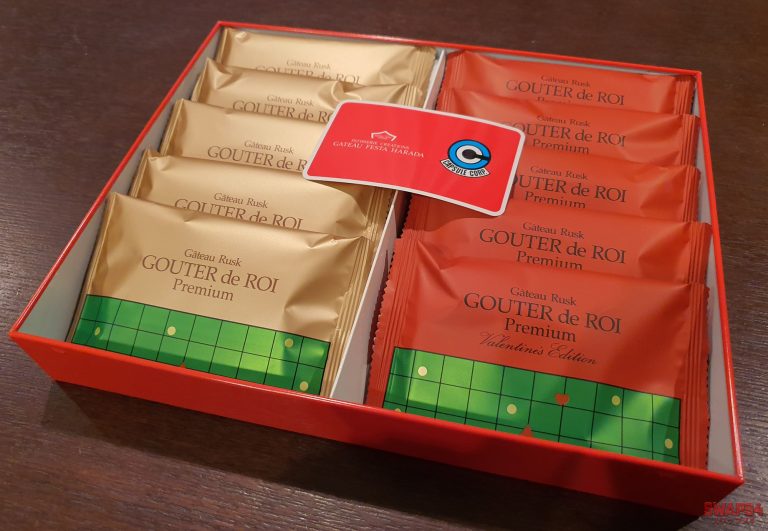 Gâteau Rusk
GOUTER de ROI
Gâteau Rusk
GOUTER de ROI
Gâteau Rusk
GOUTER de ROI
Gâteau Rusk
GOUTER de ROI
Gâteau Rusk
GOUTER de ROI
Premium
PATISSERIE CREATIONS
GATEAU FESTA HARADA
CAPSULE CORP.
Gâteau Rusk
GOUTER de ROI
Premium
Gâteau Rusk
GOUTER de ROI
Premium
Gâteau Rusk
GOUTER de ROI
Premium
Gâteau Rusk
GOUTER de ROI
Premium
Gâteau Rusk
GOUTER de ROI
Premium
Valentine's Edition
SWAPS4